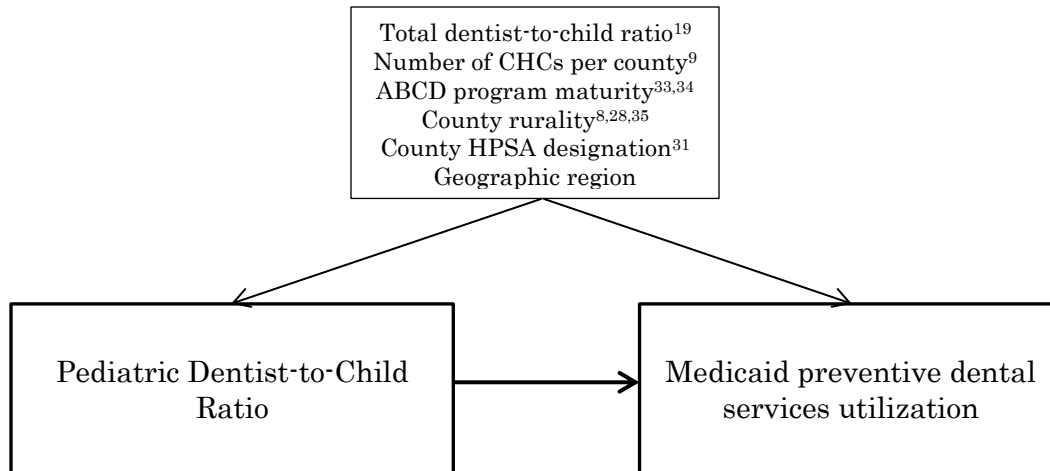 Total dentist-to-child ratio¹⁹
Number of CHCs per county⁹
ABCD program maturity³³,³⁴
County rurality⁸,²⁸,³⁵
County HPSA designation³¹
Geographic region
Pediatric Dentist-to-Child
Ratio
Medicaid preventive dental
services utilization